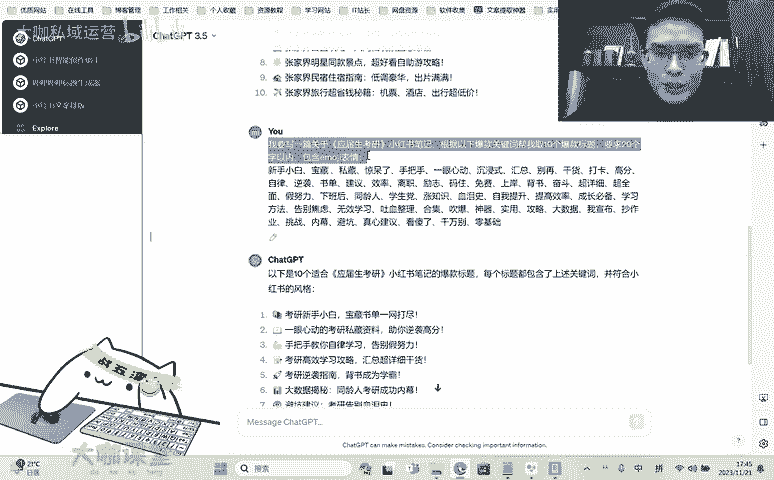 优质网站 在线工具 博客管理 工作相关 个人收藏 资源教程 学习网站 IT站长 网盘资源 软件收集 文案提取神器
大咖私域运营
ChatGPT
Explore
ChatGPT 3.5
8. 张家界明星同款景点，超好看自助游攻略！
9. 张家界民宿住宿指南：低调豪华，出片满满！
10. 张家界旅行超省钱秘籍：机票、酒店、出行超低价！
You
我要写一篇关于《应届生考研》小红书笔记，根据以下爆款关键词帮我取10个爆款标题，要求20个
字以内，包含emoji表情
新手小白、宝藏、私藏、惊呆了、手把手、一眼心动、沉浸式、汇总、别再、干货、打卡、高分、
自律、逆袭、书单、建议、效率、离职、励志、码住、免费、上岸、背书、奋斗、超详细、超全
面、假努力、下班后、同龄人、学生党、涨知识、血泪史、自我提升、提高效率、成长必备、学习
方法、告别焦虑、无效学习、吐血整理、合集、吹爆、神器、实用、攻略、大数据、我宣布、抄作
业、挑战、内幕、避坑、真心建议、看傻了、千万别、零基础
ChatGPT
以下是10个适合《应届生考研》小红书笔记的爆款标题，每个标题都包含了上述关键词，并符合小
红书的风格：
1. 📚 考研新手小白，宝藏书单一网打尽！
2. 📖 一眼心动的考研私藏资料，助你逆袭高分！
3. 💪 手把手教你自律学习，告别假努力！
4. 考研高效学习攻略，汇总超详细干货！
5. 🚀 考研逆袭指南，背书成为学霸！
6. 📊 大数据揭秘：同龄人考研成功内幕！
7. 避坑建议：考研告别血泪史！
Message ChatGPT...
ChatGPT can make mistakes. Consider checking important information.
战五渣
大咖课堂
21°C
搜索
中
拼
17:45
2023/11/21